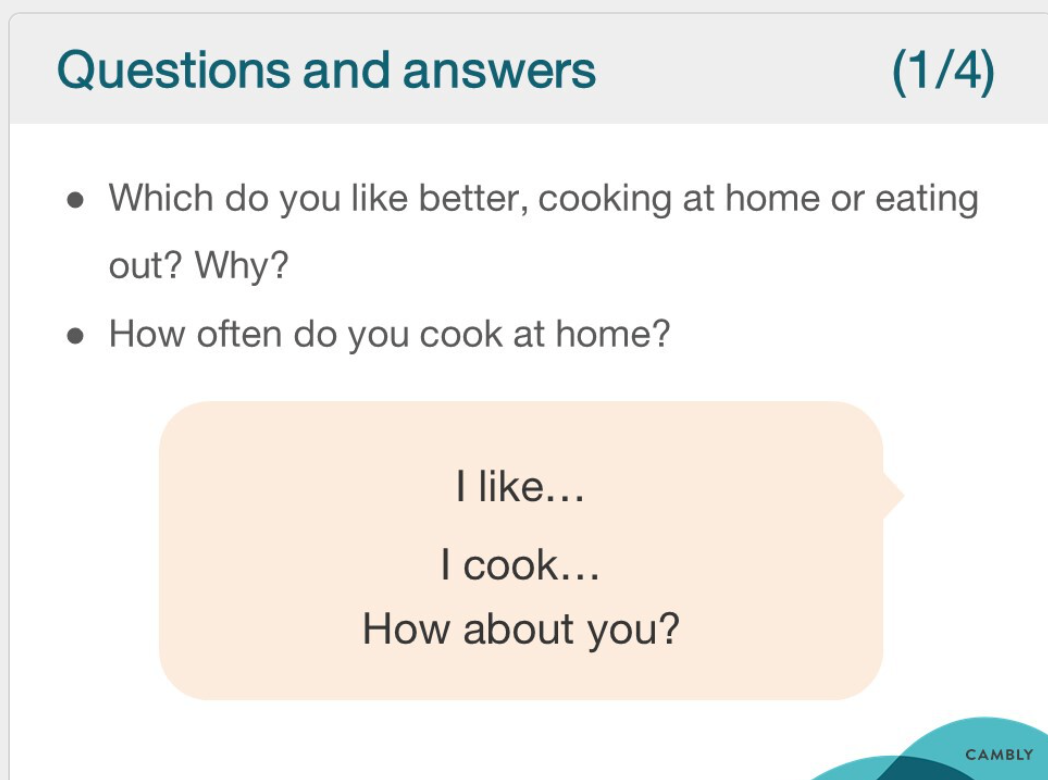 Questions and answers (1/4)
● Which do you like better, cooking at home or eating
out? Why?
● How often do you cook at home?
I like...
I cook...
How about you?
CAMBLY